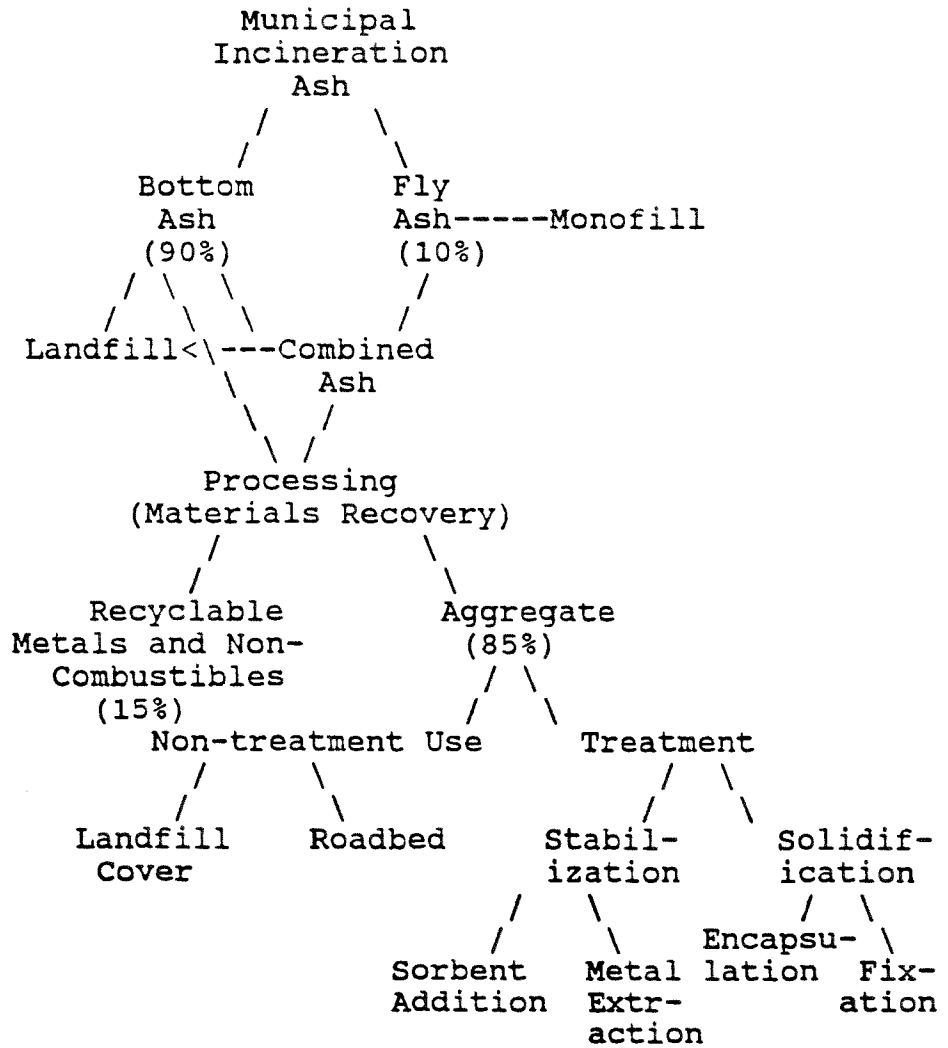 Municipal
Incineration
Ash
Bottom Fly
Ash Ash-----Monofill
(90%) (10%)
Landfill<\---Combined
Ash
Processing
(Materials Recovery)
Recyclable Aggregate
Metals and Non- (85%)
Combustibles
(15%)
Non-treatment Use Treatment
Landfill Roadbed Stabil- Solidif-
Cover ization ication
Encapsu-
Sorbent Metal lation Fix-
Addition Extr- ation
action